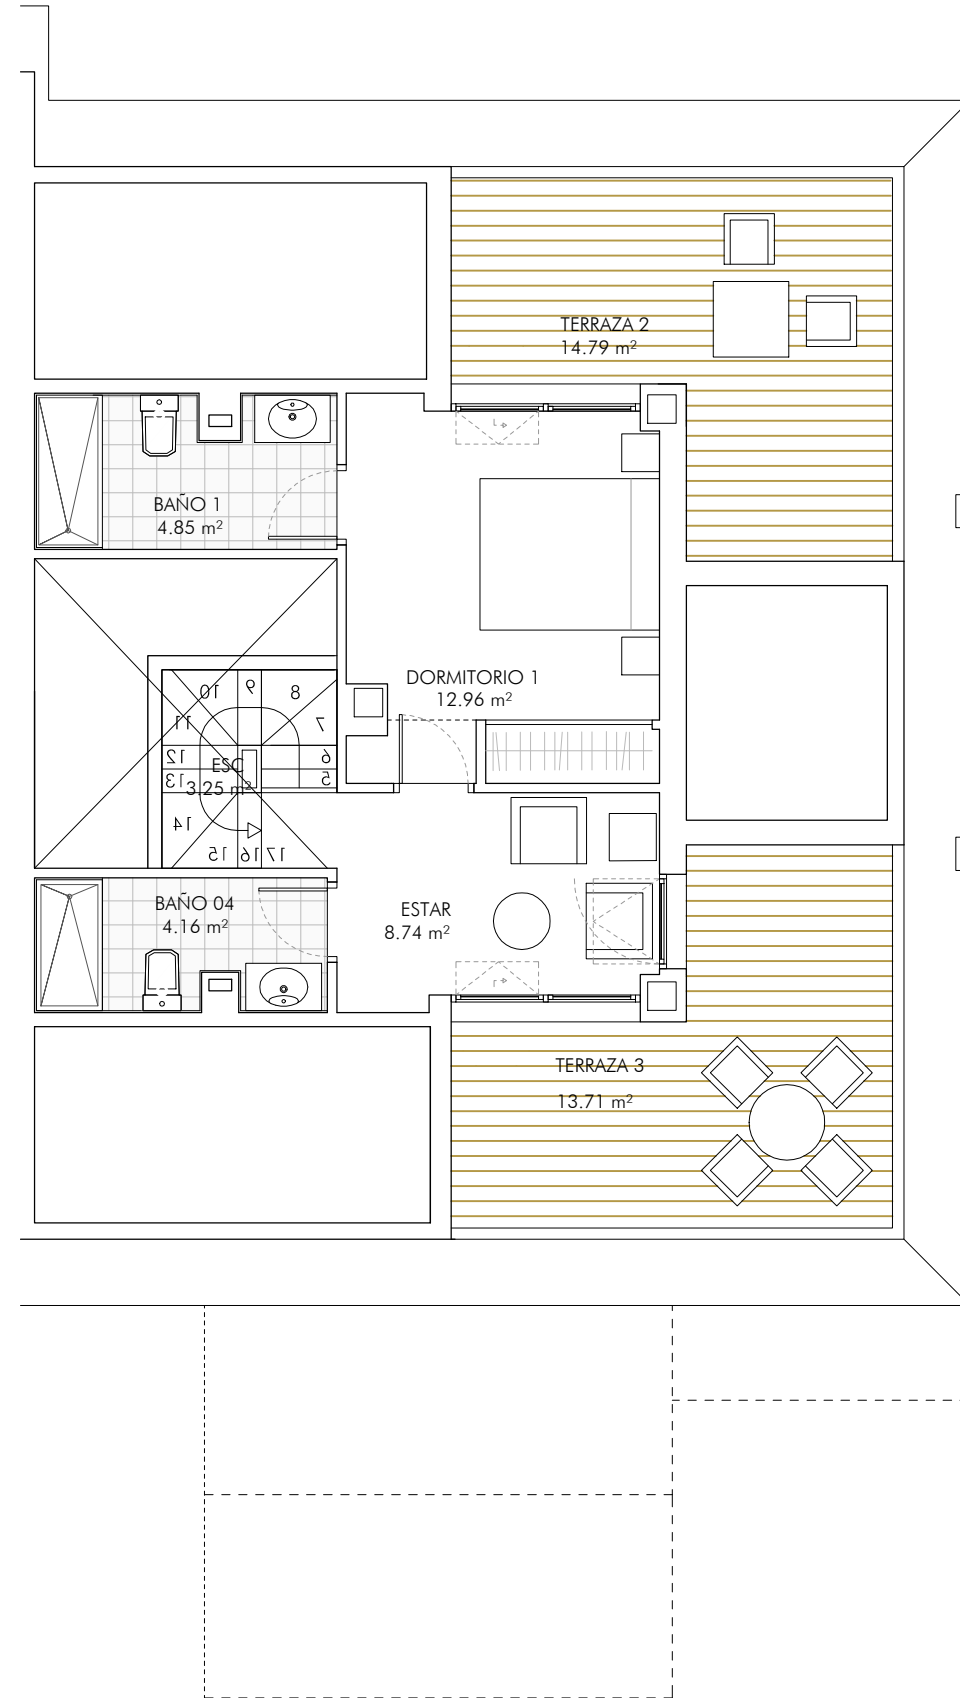 TERRAZA 2
14.79 m²
BAÑO 1
4.85 m²
DORMITORIO 1
12.96 m²
10
9
8
11
7
12
ESC
6
13
3.25 m²
5
14
15
16
17
BAÑO 04
4.16 m²
ESTAR
8.74 m²
TERRAZA 3
13.71 m²